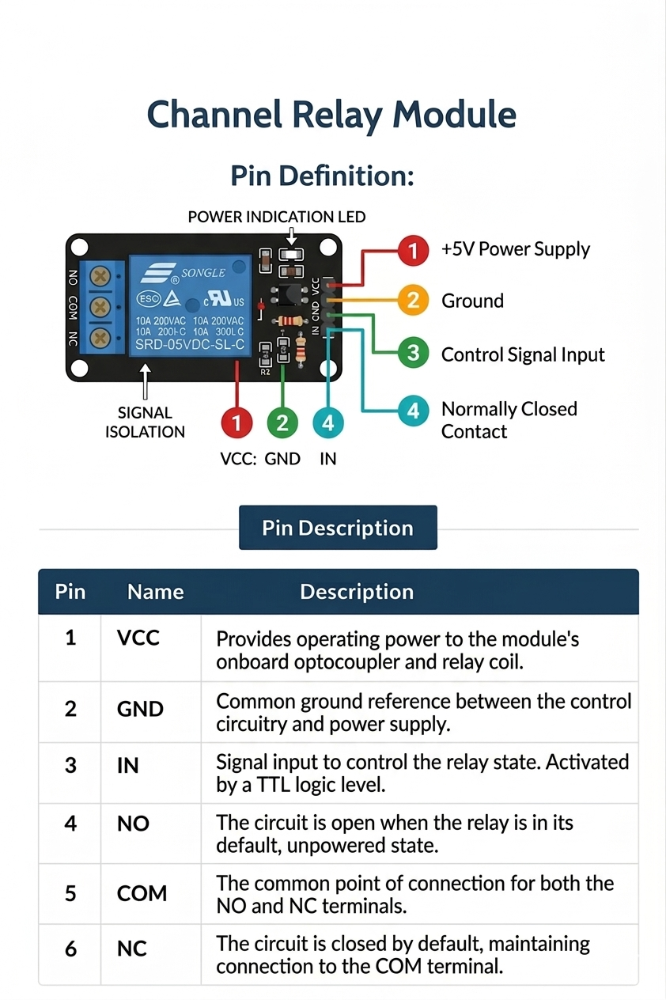 Channel Relay Module
Pin Definition:
POWER INDICATION LED
NO
COM
NC
® SONGLE
ESC
c RU US
10A 200VAC 10A 200VAC
SRD-05VDC-SL-C
VCC
GND
IN
R2
1 +5V Power Supply
2 Ground
3 Control Signal Input
4 Normally Closed
Contact
SIGNAL
ISOLATION
1 2 4
VCC: GND IN
Pin Description
Pin Name Description
1 VCC Provides operating power to the module's
onboard optocoupler and relay coil.
2 GND Common ground reference between the control
circuitry and power supply.
3 IN Signal input to control the relay state. Activated
by a TTL logic level.
4 NO The circuit is open when the relay is in its
default, unpowered state.
5 COM The common point of connection for both the
NO and NC terminals.
6 NC The circuit is closed by default, maintaining
connection to the COM terminal.